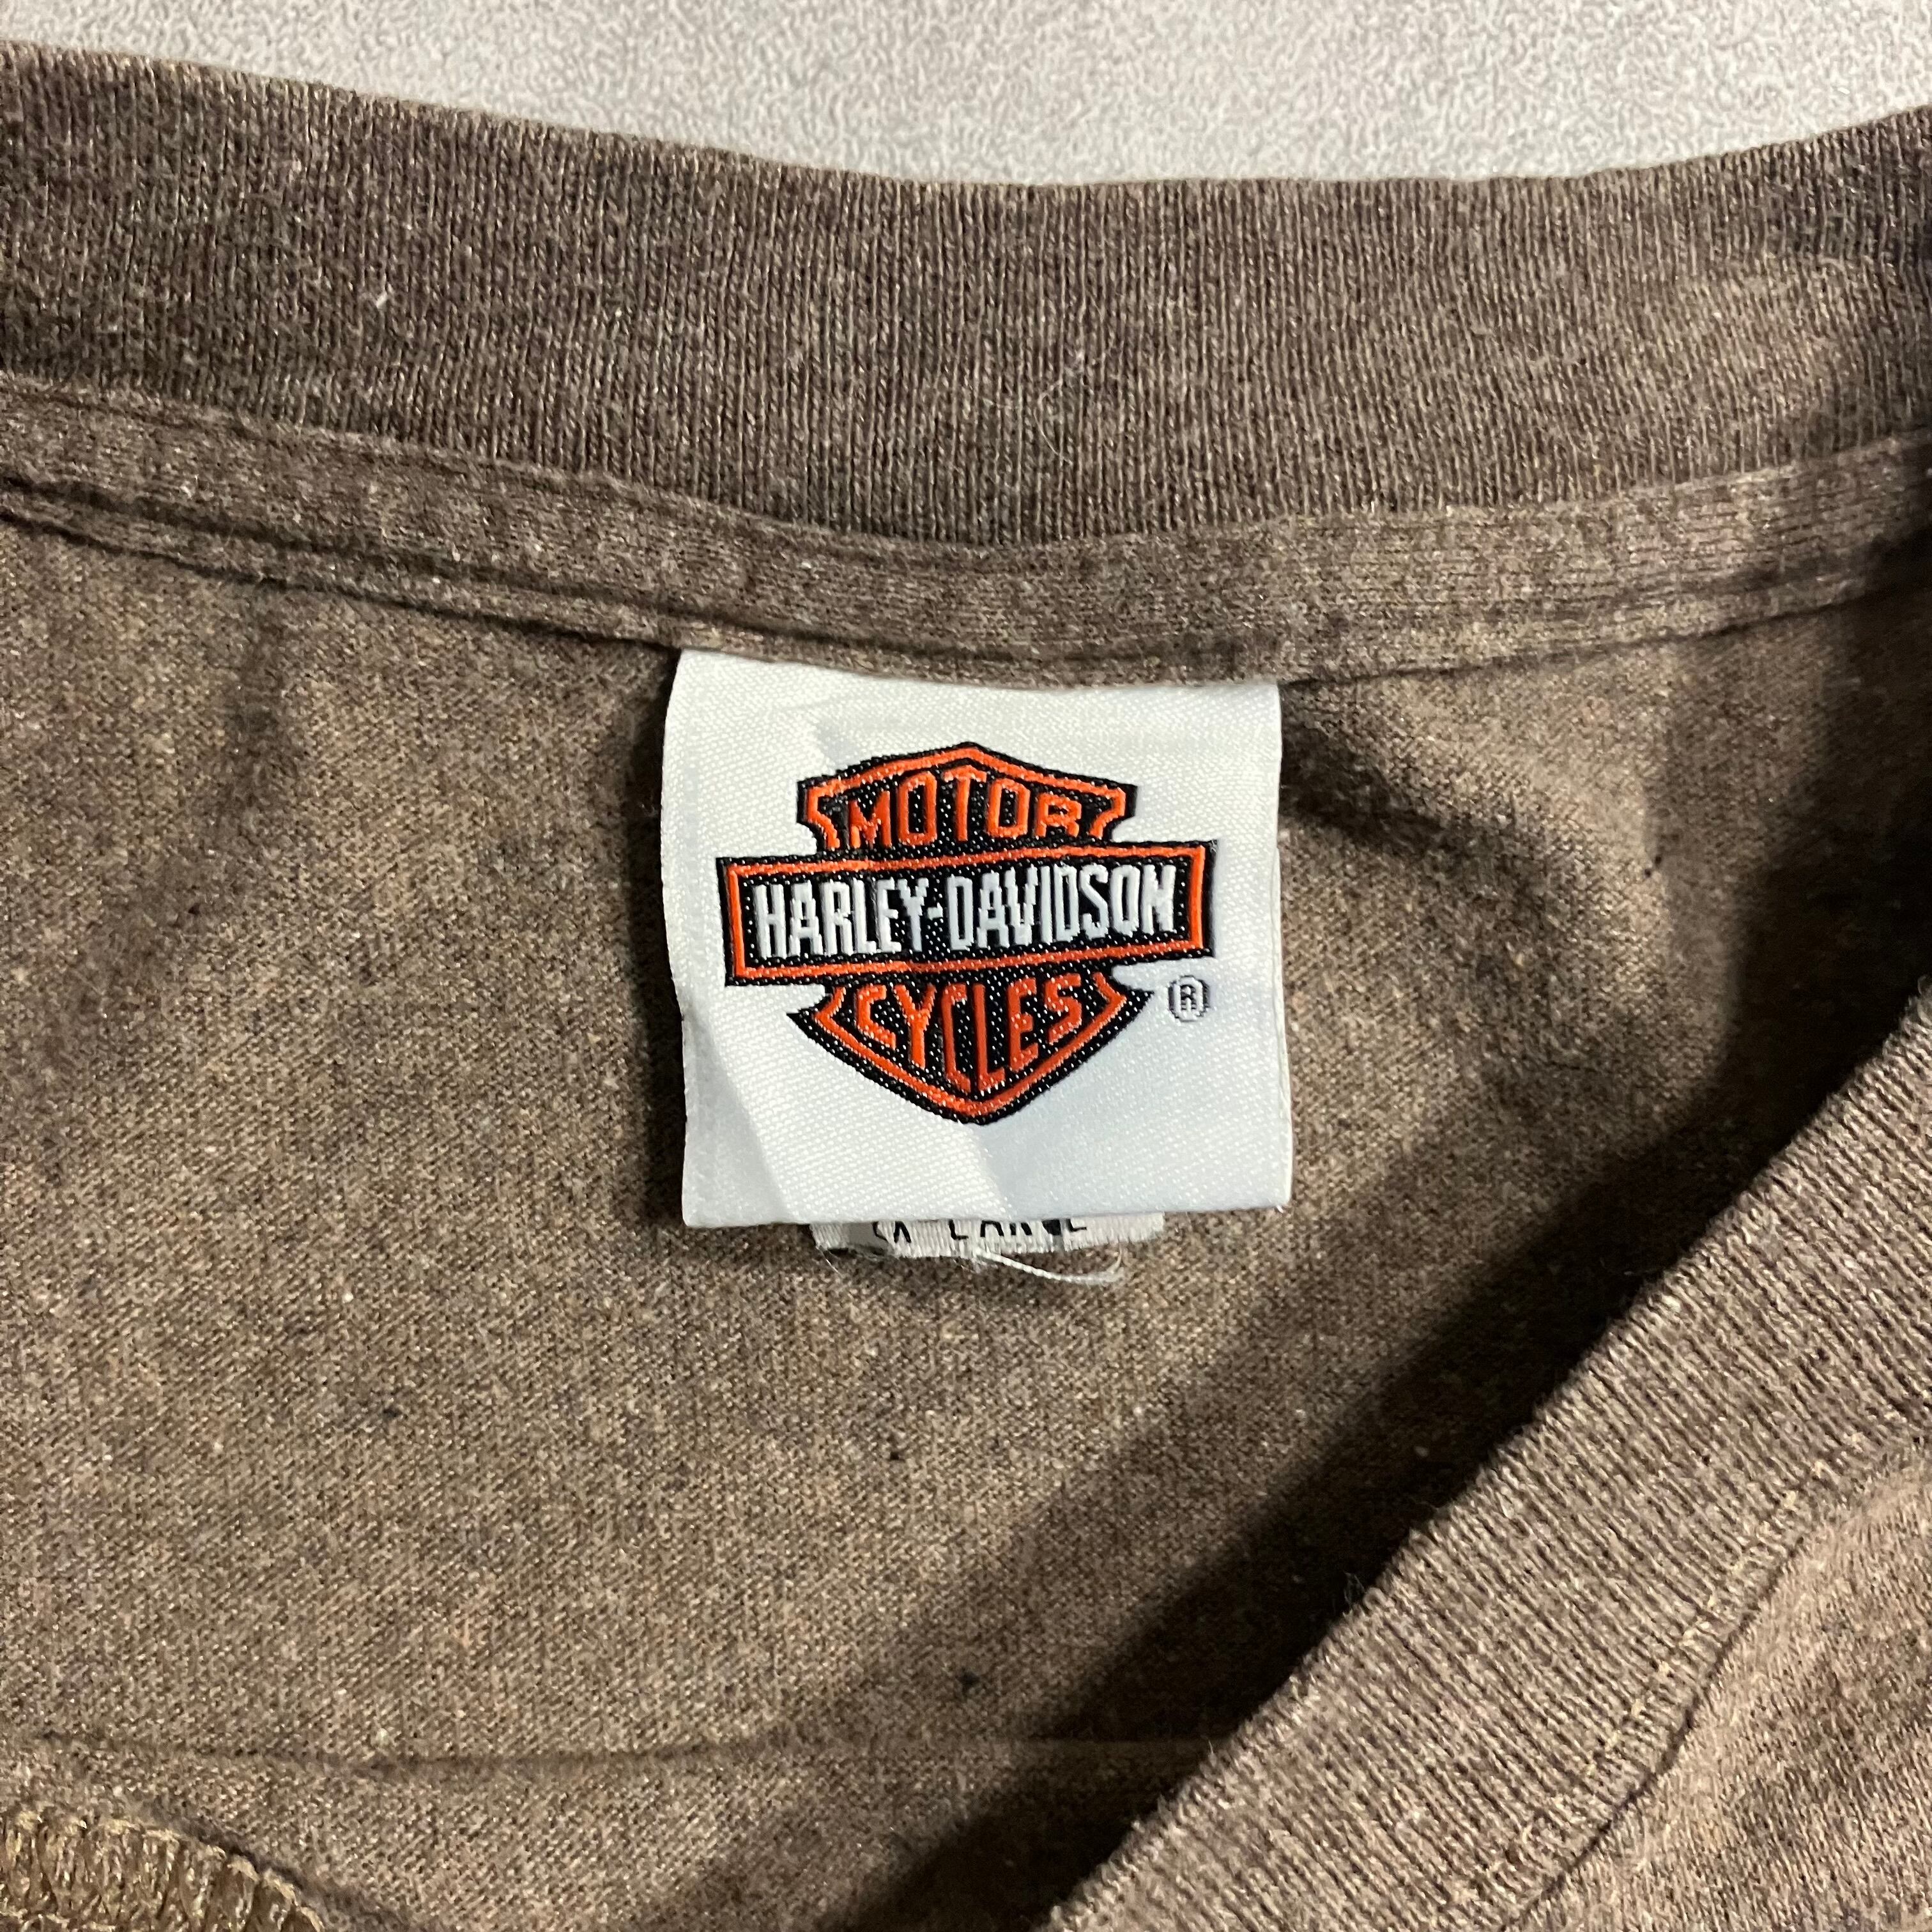 MOTOR
HARLEY-DAVIDSON
CYCLES
®